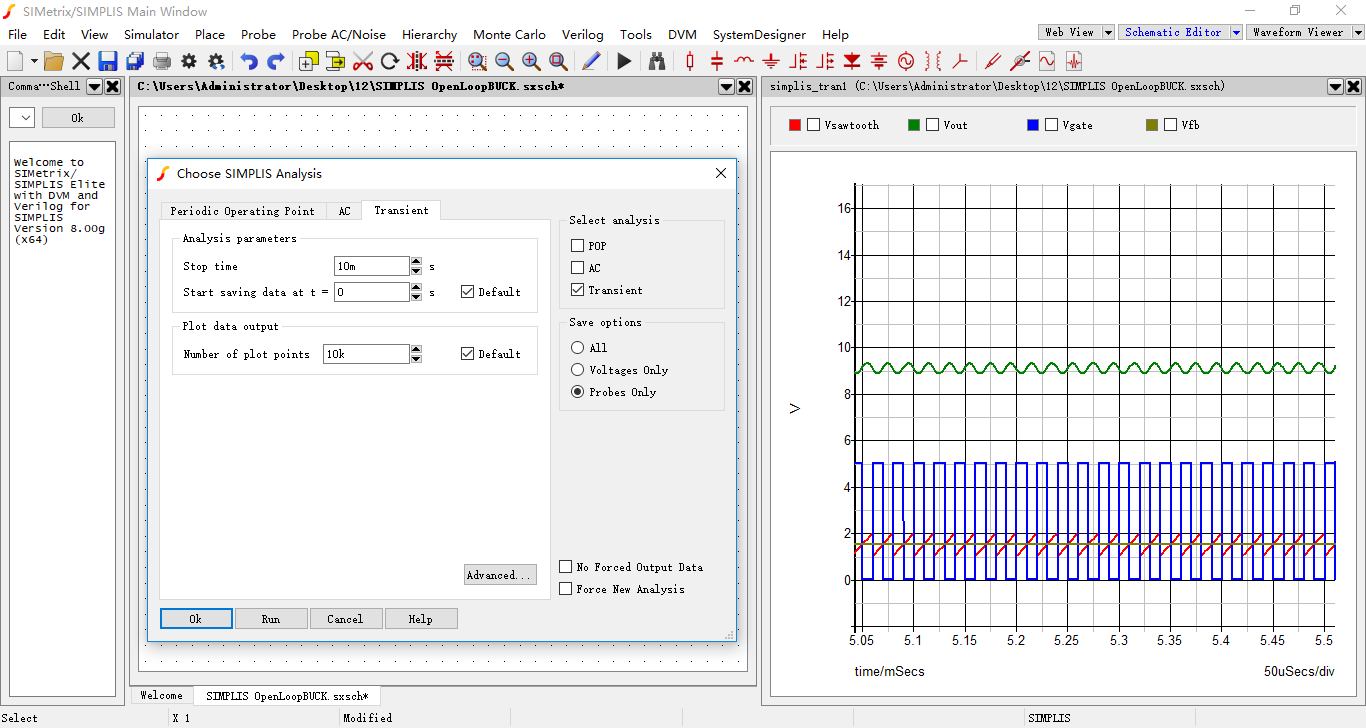 SIMetrix/SIMPLIS Main Window
File Edit View Simulator Place Probe Probe AC/Noise Hierarchy Monte Carlo Verilog Tools DVM SystemDesigner Help
Web View Schematic Editor Waveform Viewer
Comma···Shell
C:\Users\Administrator\Desktop\12\SIMPLIS OpenLoopBUCK.sxsch*
simplis_tran1 (C:\Users\Administrator\Desktop\12\SIMPLIS OpenLoopBUCK.sxsch)
Ok
Welcome to
SIMetrix/
SIMPLIS Elite
with DVM and
Verilog for
SIMPLIS
Version 8.00g
(x64)
Choose SIMPLIS Analysis
Periodic Operating Point AC Transient
Analysis parameters
Stop time 10m s
Start saving data at t = 0 s Default
Plot data output
Number of plot points 10k Default
Advanced...
Select analysis
POP
AC
Transient
Save options
All
Voltages Only
Probes Only
No Forced Output Data
Force New Analysis
Ok Run Cancel Help
Vsawtooth Vout Vgate Vfb
16
14
12
10
8
6
4
2
0
V
5.05 5.1 5.15 5.2 5.25 5.3 5.35 5.4 5.45 5.5
time/mSecs 50uSecs/div
Welcome SIMPLIS OpenLoopBUCK.sxsch*
Select X 1 Modified SIMPLIS